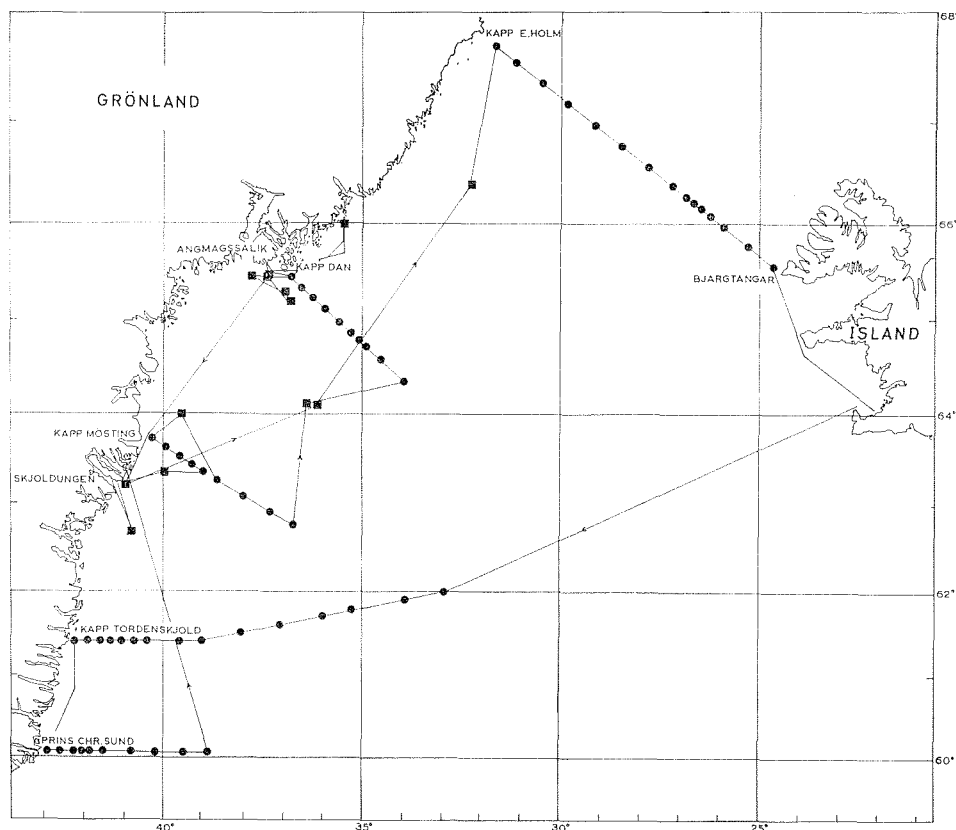 68°
KAPP E. HOLM
GRÖNLAND
66°
ANGMAGSSALIK
KAPP DAN
BJARGTANGAR
ISLAND
64°
KAPP MÖSTING
SKJOLDUNGEN
62°
KAPP TORDENSKJOLD
PRINS CHR. SUND
60°
40°
35°
30°
25°